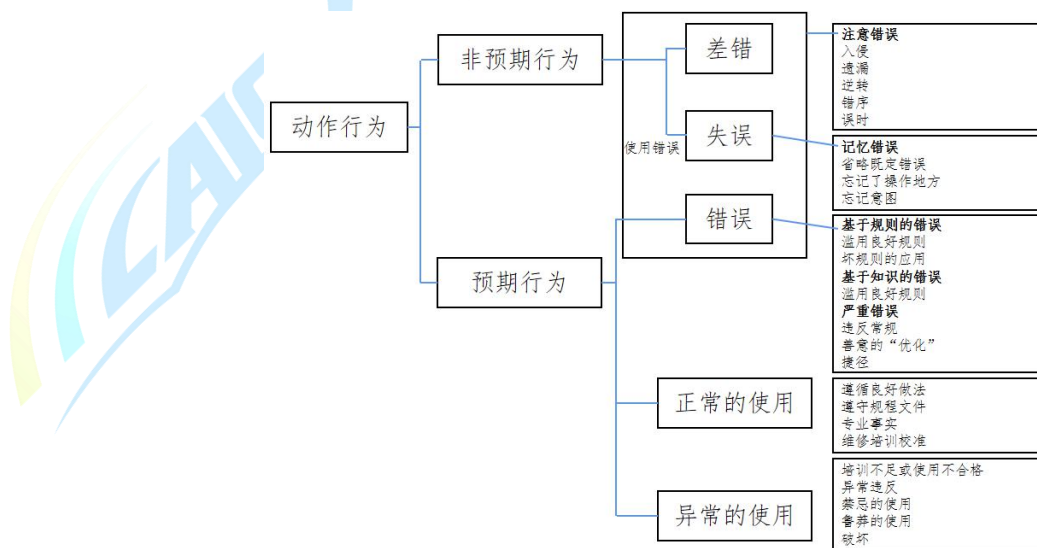 动作行为
非预期行为
差错
失误
使用错误
错误
预期行为
正常的使用
异常的使用
注意错误
入侵
遗漏
逆转
错序
误时
记忆错误
省略既定错误
忘记了操作地方
忘记意图
基于规则的错误
滥用良好规则
坏规则的应用
基于知识的错误
滥用良好规则
严重错误
违反常规
善意的“优化”
捷径
遵循良好做法
遵守规程文件
专业事实
维修培训校准
培训不足或使用不合格
异常违反
禁忌的使用
鲁莽的使用
破坏